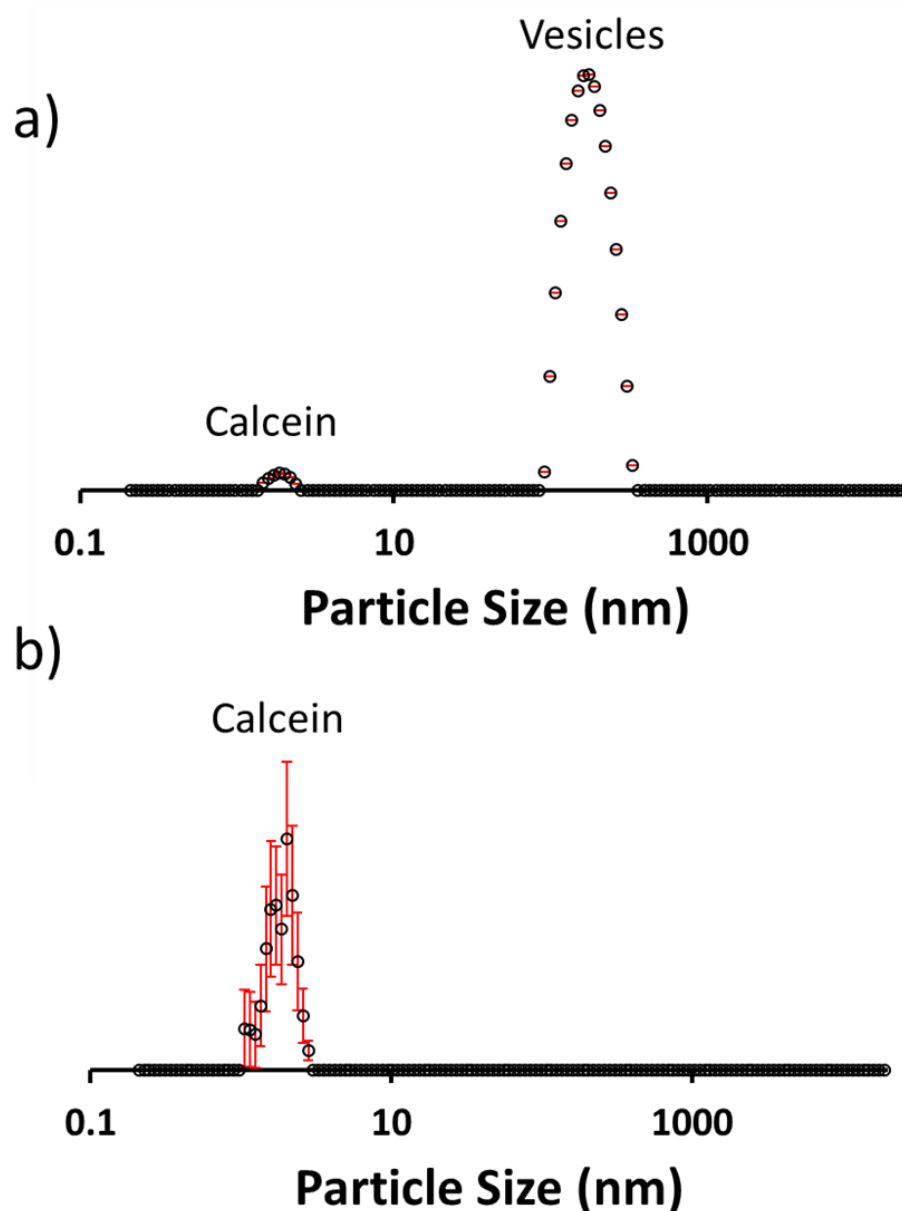 Vesicles
a)
Calcein
0.1 10 1000
Particle Size (nm)
b)
Calcein
0.1 10 1000
Particle Size (nm)